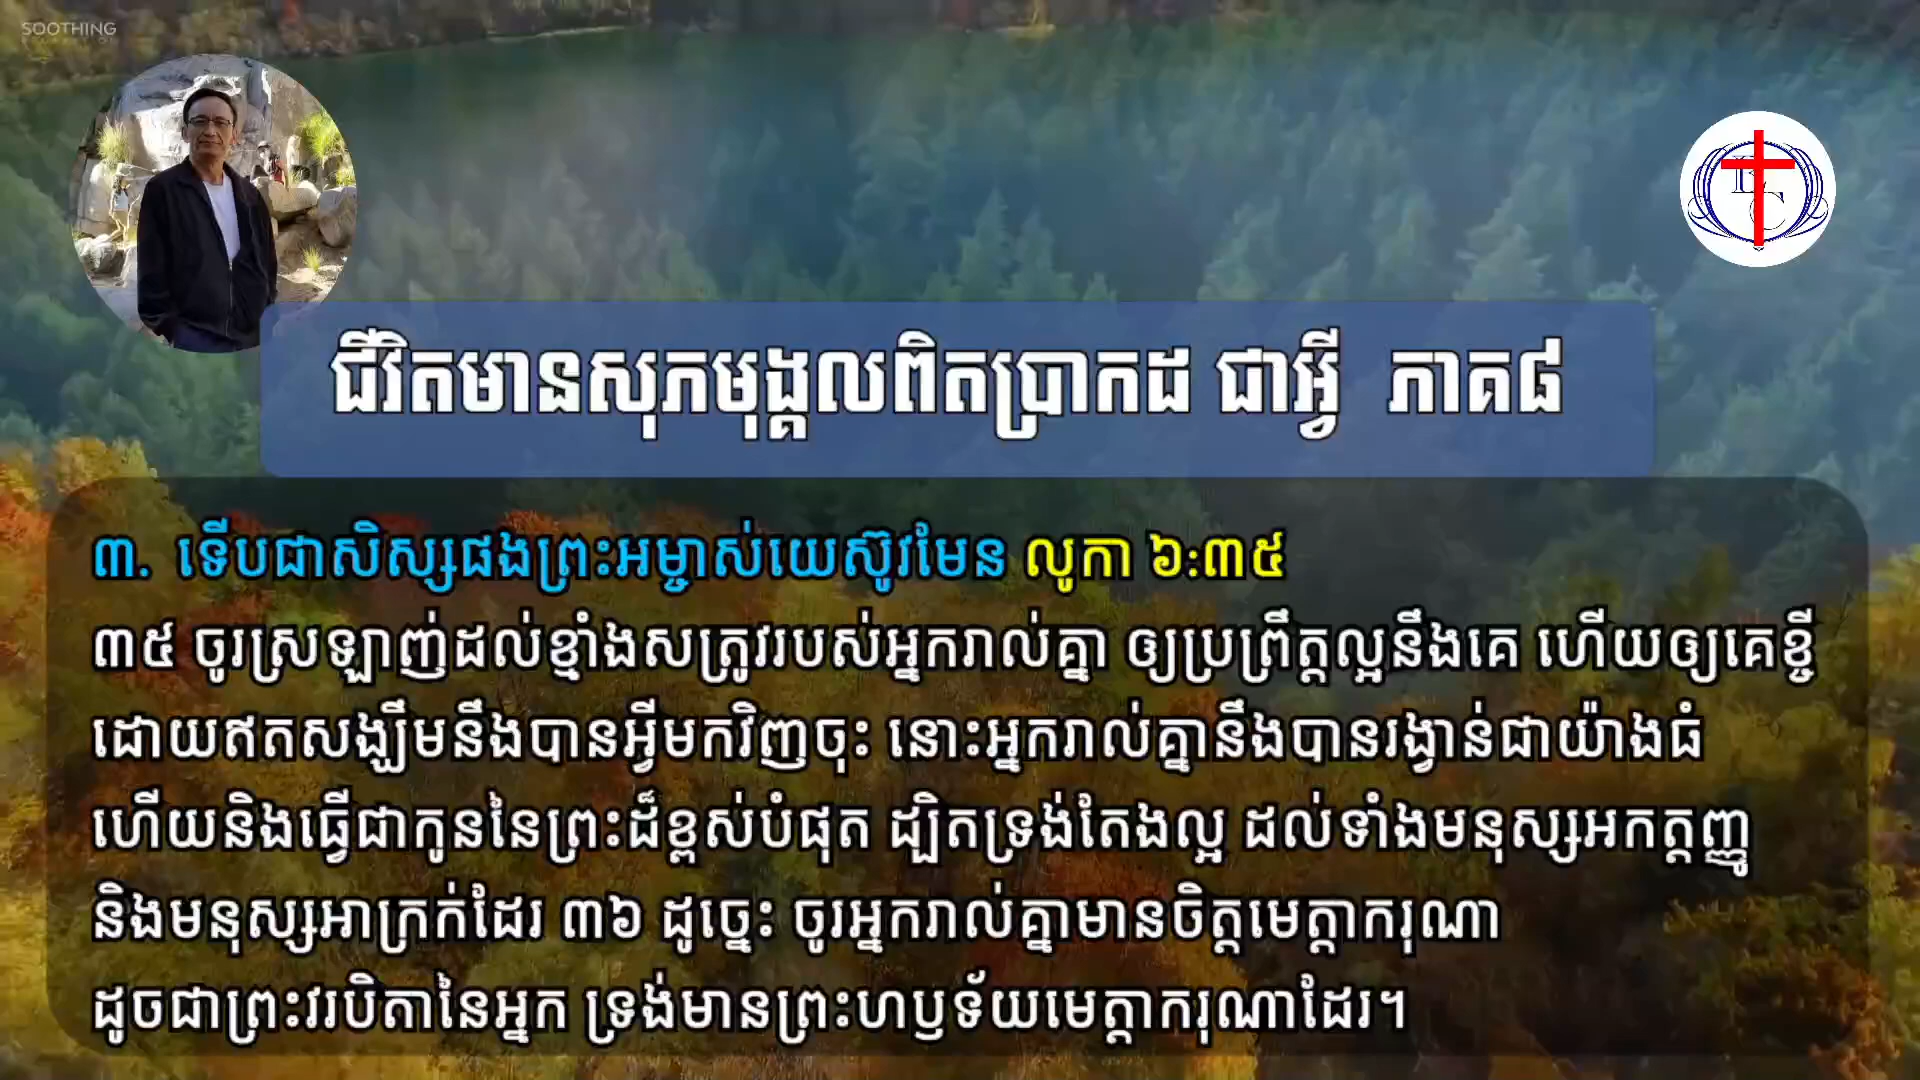 SOOTHING
ជីវិតមានសុភមង្គលពិតប្រាកដ ជាអ្វី ភាគ៨
៣. ទើបជាសិស្សផងព្រះអម្ចាស់យេស៊ូវមែន លូកា ៦:៣៥
៣៥ ចូរស្រឡាញ់ដល់ខ្មាំងសត្រូវរបស់អ្នករាល់គ្នា ឲ្យប្រព្រឹត្តល្អនឹងគេ ហើយឲ្យគេខ្ចី
ដោយឥតសង្ឃឹមនឹងបានអ្វីមកវិញចុះ នោះអ្នករាល់គ្នានឹងបានរង្វាន់ជាយ៉ាងធំ
ហើយនិងធ្វើជាកូននៃព្រះដ៏ខ្ពស់បំផុត ដ្បិតទ្រង់តែងល្អ ដល់ទាំងមនុស្សអកត្តញ្ញូ
និងមនុស្សអាក្រក់ដែរ ៣៦ ដូច្នេះ ចូរអ្នករាល់គ្នាមានចិត្តមេត្តាករុណា
ដូចជាព្រះវរបិតានៃអ្នក ទ្រង់មានព្រះហឫទ័យមេត្តាករុណាដែរ។